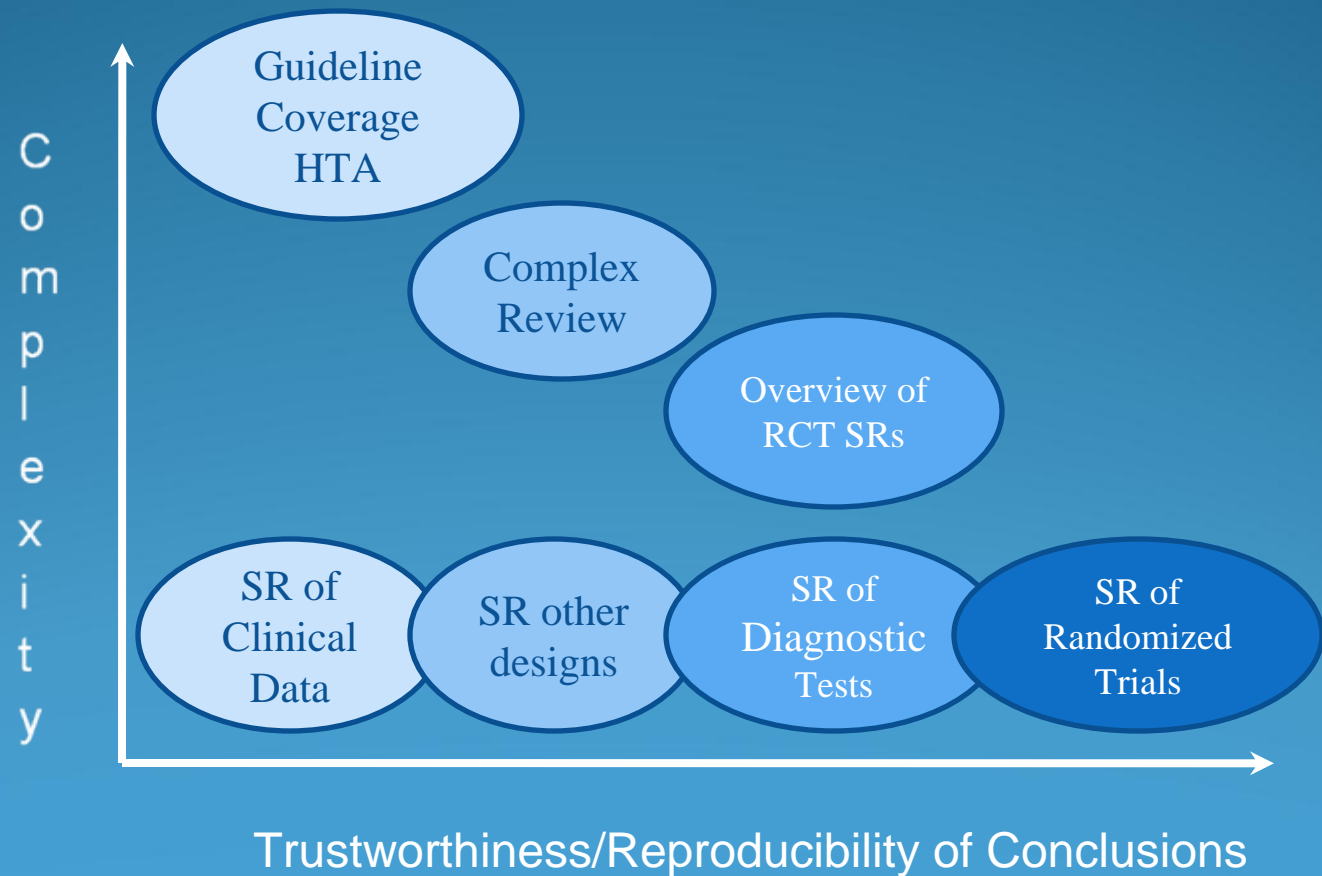 Complexity
Guideline
Coverage
HTA
Complex
Review
Overview of
RCT SRs
SR of
Clinical
Data
SR other
designs
SR of
Diagnostic
Tests
SR of
Randomized
Trials
Trustworthiness/Reproducibility of Conclusions